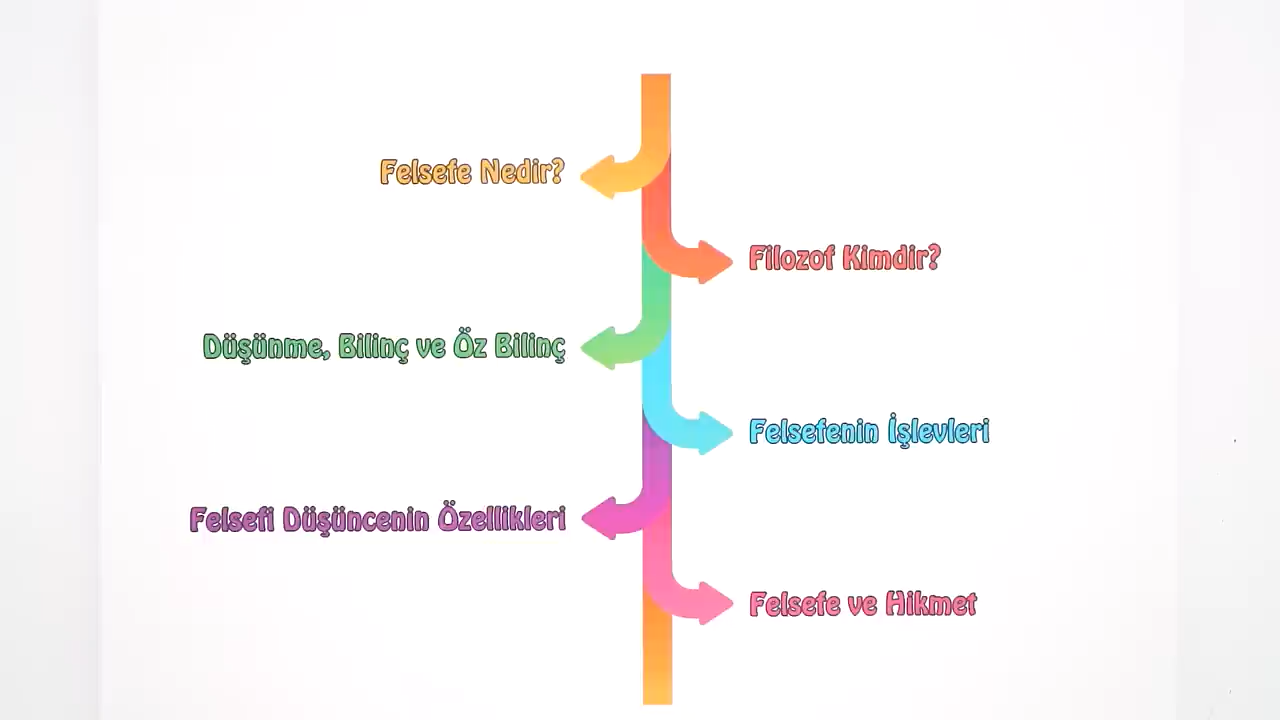 Felsefe Nedir?
Filozof Kimdir?
Düşünme, Bilinç ve Öz Bilinç
Felsefenin İşlevleri
Felsefi Düşüncenin Özellikleri
Felsefe ve Hikmet